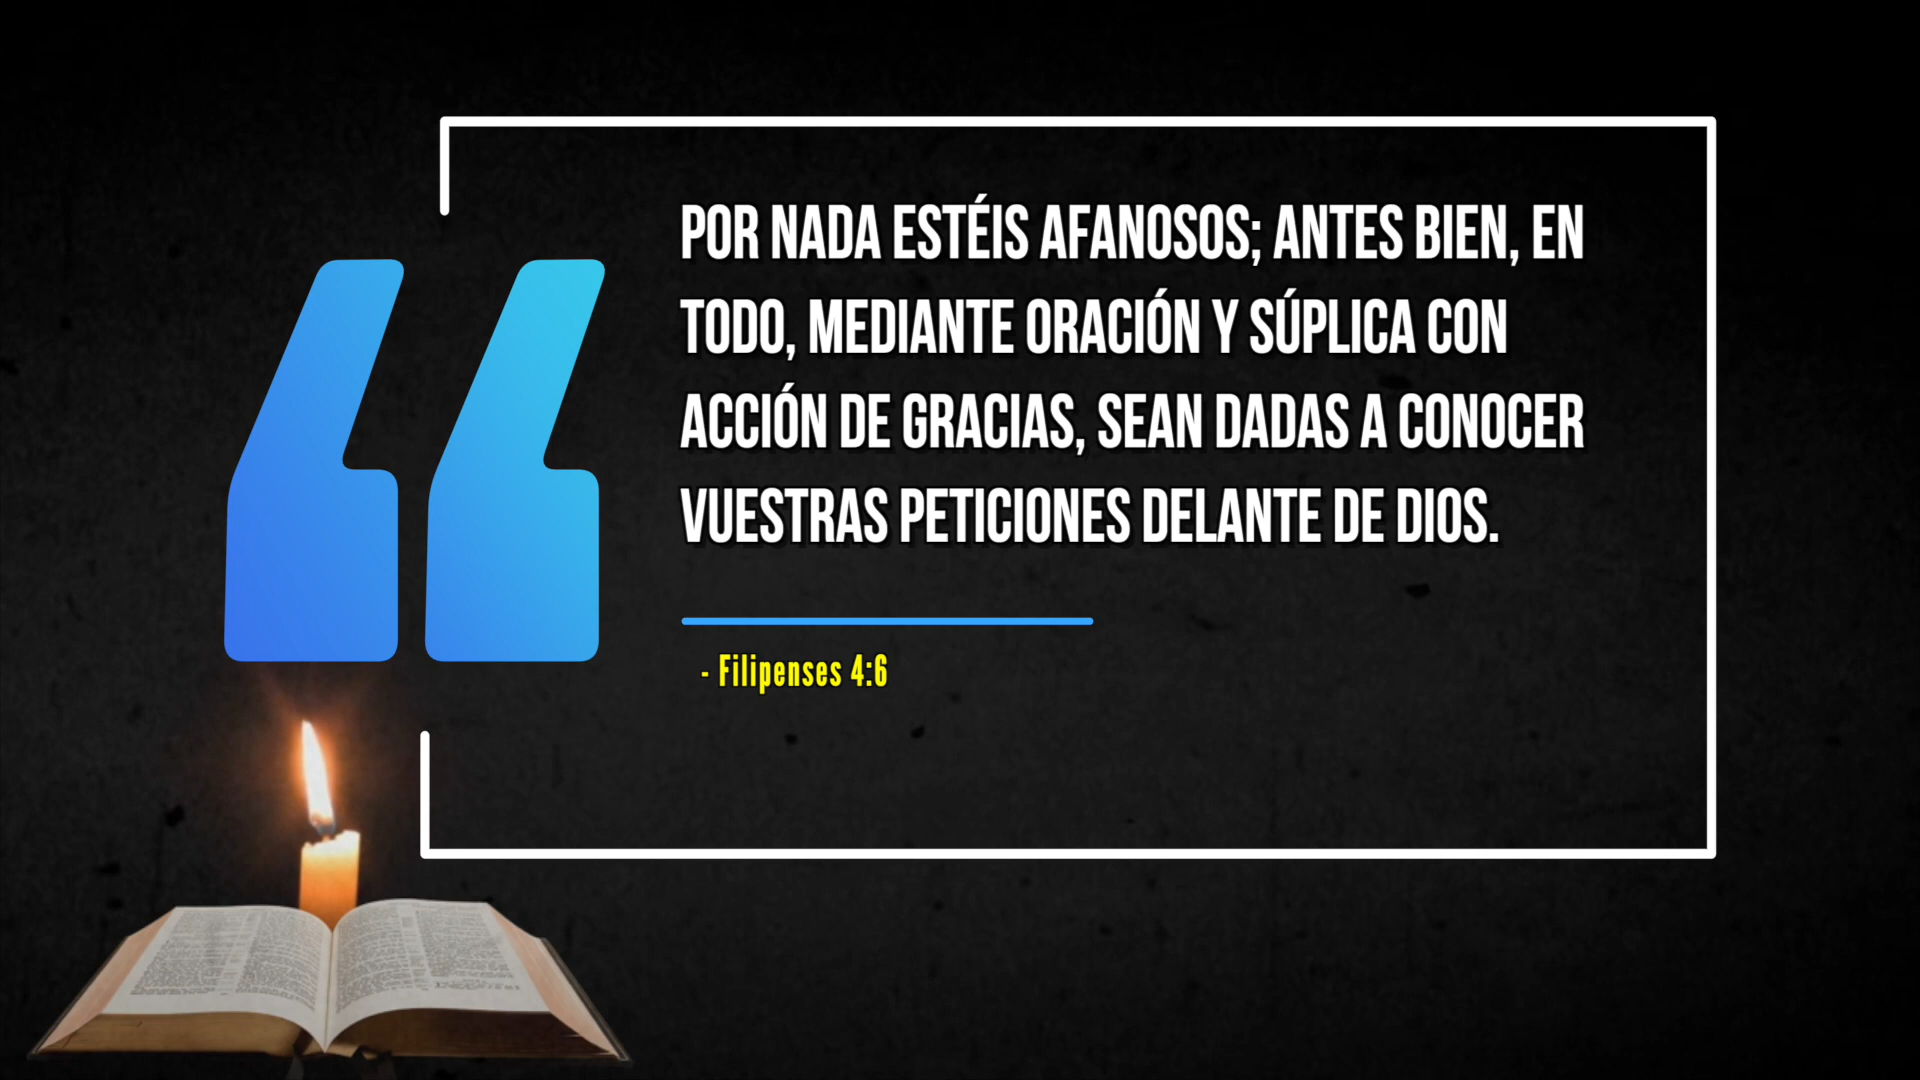 POR NADA ESTÉIS AFANOSOS; ANTES BIEN, EN
TODO, MEDIANTE ORACIÓN Y SÚPLICA CON
ACCIÓN DE GRACIAS, SEAN DADAS A CONOCER
VUESTRAS PETICIONES DELANTE DE DIOS.
- Filipenses 4:6